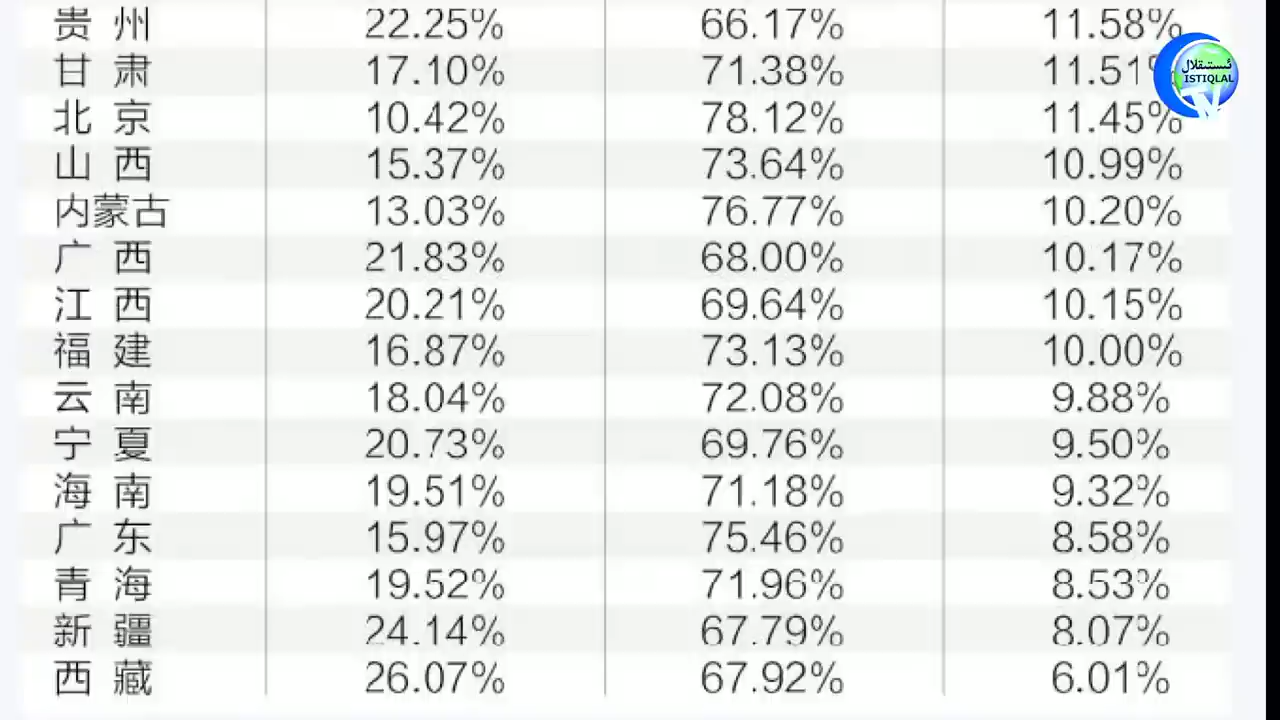 贵州 22.25% 66.17% 11.58%
甘肃 17.10% 71.38% 11.51%
北京 10.42% 78.12% 11.45%
山西 15.37% 73.64% 10.99%
内蒙古 13.03% 76.77% 10.20%
广西 21.83% 68.00% 10.17%
江西 20.21% 69.64% 10.15%
福建 16.87% 73.13% 10.00%
云南 18.04% 72.08% 9.88%
宁夏 20.73% 69.76% 9.50%
海南 19.51% 71.18% 9.32%
广东 15.97% 75.46% 8.58%
青海 19.52% 71.96% 8.53%
新疆 24.14% 67.79% 8.07%
西藏 26.07% 67.92% 6.01%
ئىستىقلال
ISTIQLAL